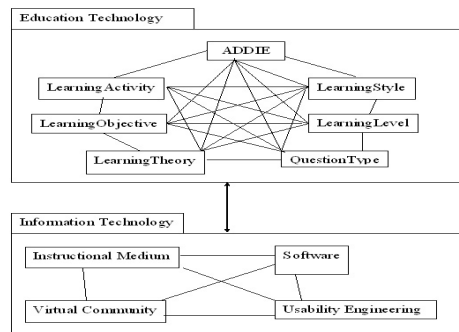 Education Technology
ADDIE
LearningActivity
LearningStyle
LearningObjective
LearningLevel
LearningTheory
QuestionType
Information Technology
Instructional Medium
Software
Virtual Community
Usability Engineering